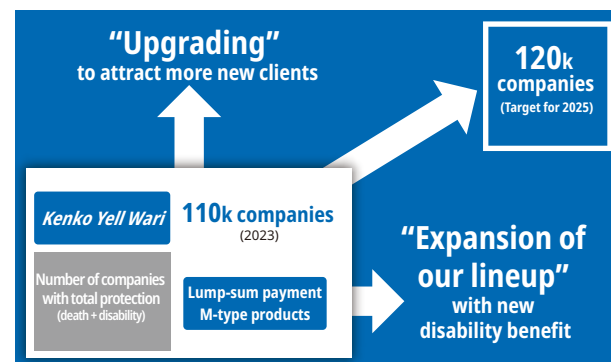 “Upgrading”
to attract more new clients
120k
companies
(Target for 2025)
Kenko Yell Wari
110k companies
(2023)
Number of companies
with total protection
(death + disability)
Lump-sum payment
M-type products
“Expansion of
our lineup”
with new
disability benefit